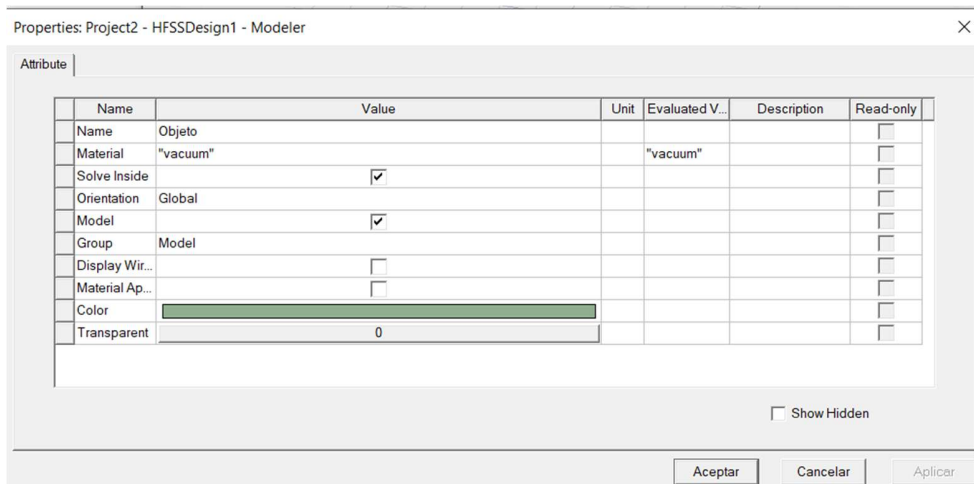 Properties: Project2 - HFSSDesign1 - Modeler
Attribute
Name Value Unit Evaluated V... Description Read-only
Name Objeto
Material "vacuum" "vacuum"
Solve Inside
Orientation Global
Model
Group Model
Display Wir...
Material Ap...
Color
Transparent 0
Show Hidden
Aceptar Cancelar Aplicar